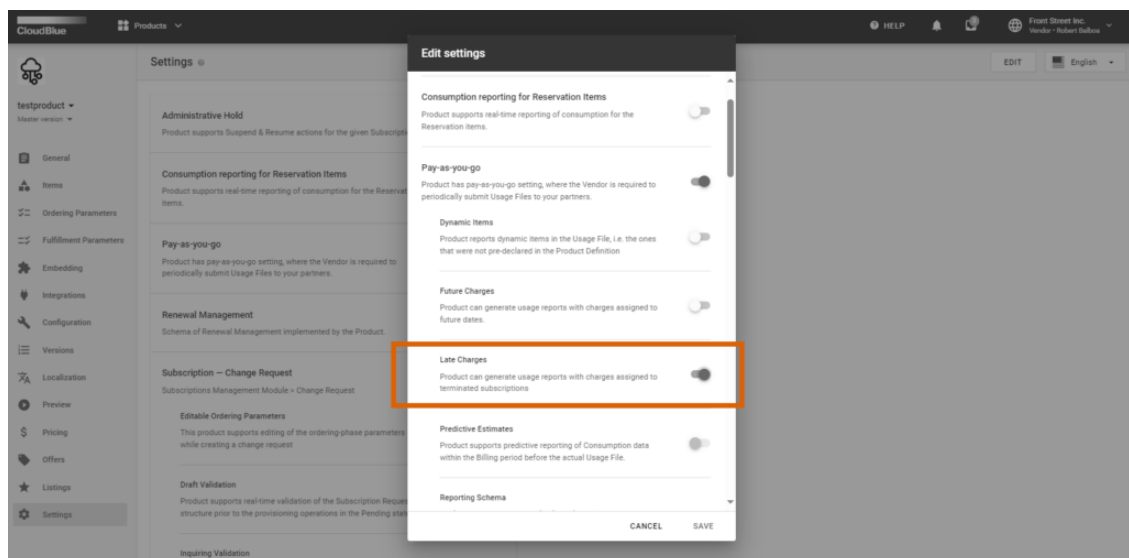 CloudBlue
Products
HELP
Front Street Inc.
Vendor - Robert Balboa
testproduct
Master version
General
Items
Ordering Parameters
Fulfillment Parameters
Embedding
Integrations
Configuration
Versions
Localization
Preview
Pricing
Offers
Listings
Settings
Settings
EDIT
English
Administrative Hold
Product supports Suspend & Resume actions for the given Subscripti
Consumption reporting for Reservation Items
Product supports real-time reporting of consumption for the Reservat
Items.
Pay-as-you-go
Product has pay-as-you-go setting, where the Vendor is required to
periodically submit Usage Files to your partners.
Renewal Management
Schema of Renewal Management implemented by the Product.
Subscription — Change Request
Subscriptions Management Module > Change Request
Editable Ordering Parameters
This product supports editing of the ordering-phase parameters
while creating a change request
Draft Validation
Product supports real-time validation of the Subscription Reques
structure prior to the provisioning operations in the Pending stat
Inquiring Validation
Edit settings
Consumption reporting for Reservation Items
Product supports real-time reporting of consumption for the
Reservation items.
Pay-as-you-go
Product has pay-as-you-go setting, where the Vendor is required to
periodically submit Usage Files to your partners.
Dynamic Items
Product reports dynamic items in the Usage File, i.e. the ones
that were not pre-declared in the Product Definition
Future Charges
Product can generate usage reports with charges assigned to
future dates.
Late Charges
Product can generate usage reports with charges assigned to
terminated subscriptions
Predictive Estimates
Product supports predictive reporting of Consumption data
within the Billing period before the actual Usage File.
Reporting Schema
CANCEL
SAVE